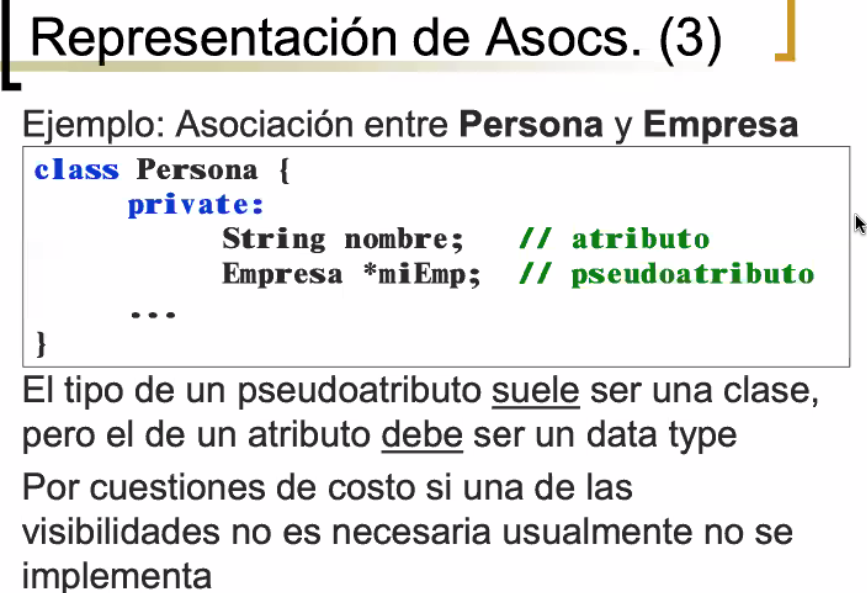 Representación de Asocs. (3)
Ejemplo: Asociación entre Persona y Empresa
class Persona {
private:
String nombre; // atributo
Empresa *miEmp; // pseudoatributo
...
}
El tipo de un pseudoatributo suele ser una clase,
pero el de un atributo debe ser un data type
Por cuestiones de costo si una de las
visibilidades no es necesaria usualmente no se
implementa